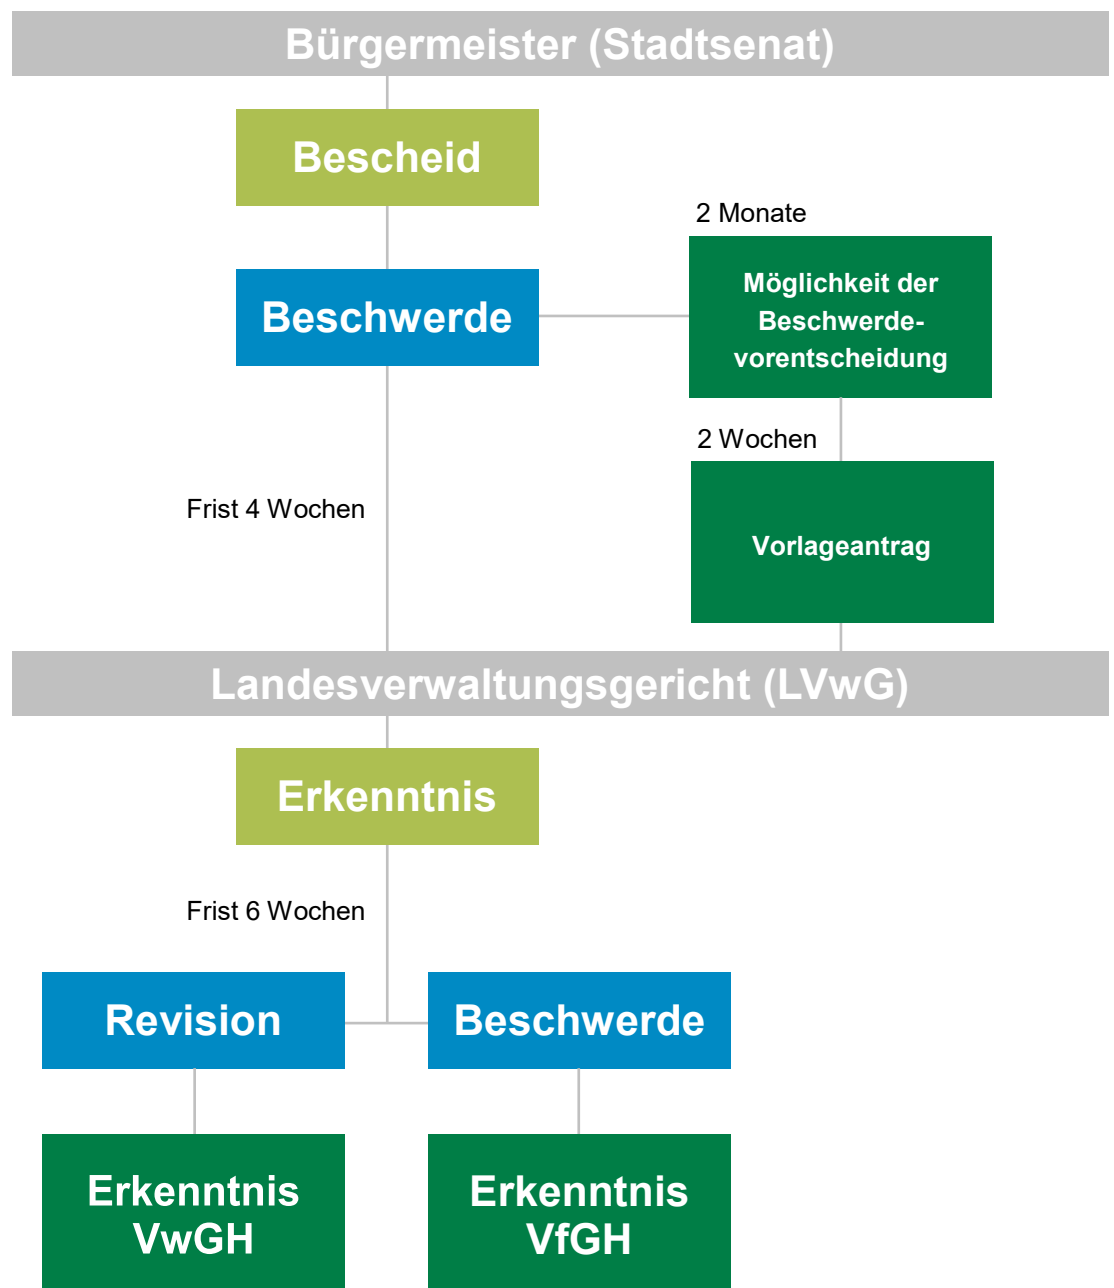 Bürgermeister (Stadtsenat)
Bescheid
2 Monate
Beschwerde
Möglichkeit der
Beschwerde-
vorentscheidung
2 Wochen
Frist 4 Wochen
Vorlageantrag
Landesverwaltungsgericht (LVwG)
Erkenntnis
Frist 6 Wochen
Revision
Beschwerde
Erkenntnis
VwGH
Erkenntnis
VfGH